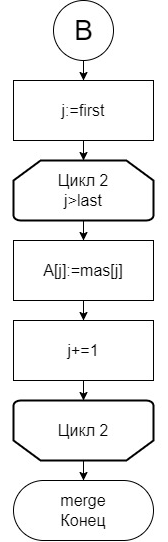 В
j:=first
Цикл 2
j>last
A[j]:=mas[j]
j+=1
Цикл 2
merge
Конец